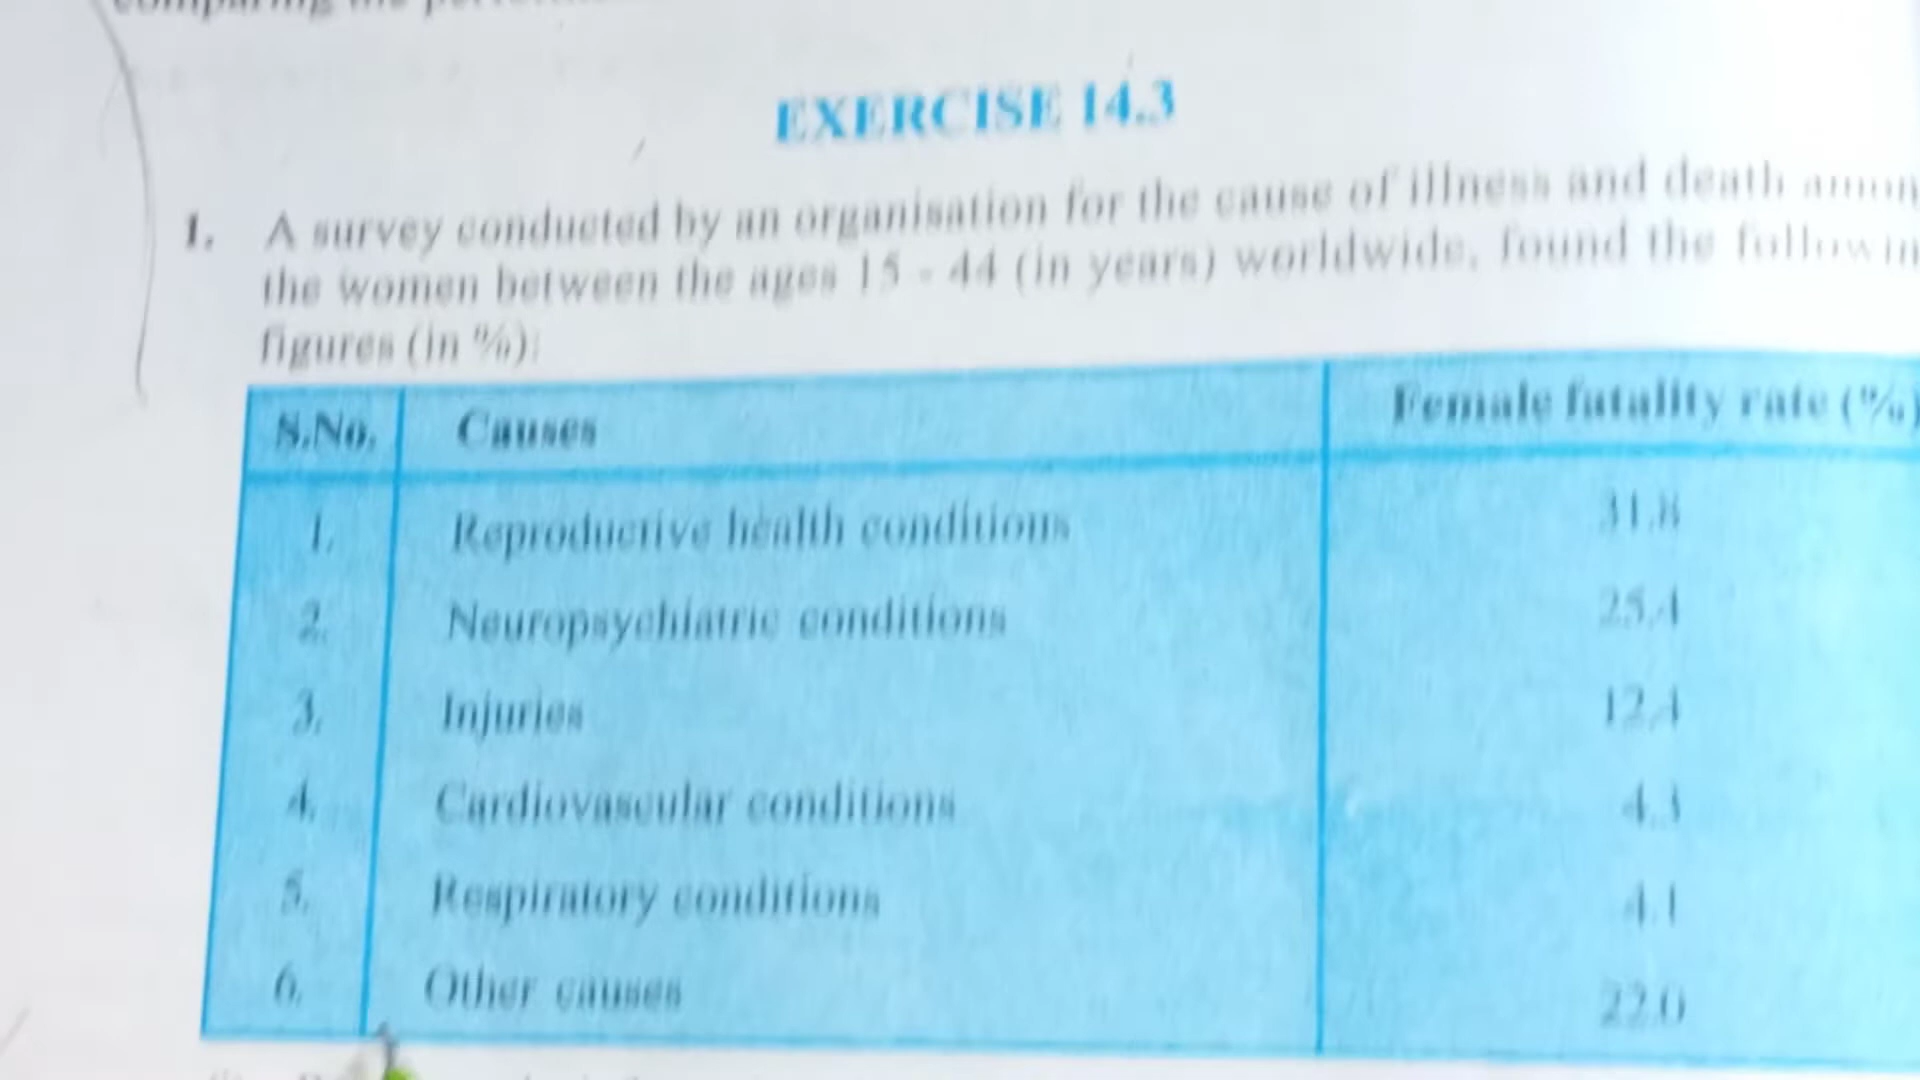 comparing the
EXERCISE 14.3
1. A survey conducted by an organisation for the cause of illness and death
the women between the ages 15 - 44 (in years) worldwide, found the
figures (in %):
S.No. Causes Female fatality rate (%)
1. Reproductive health conditions 31.8
2. Neuropsychiatric conditions 25.4
3. Injuries 12.4
4. Cardiovascular conditions 4.3
5. Respiratory conditions 4.1
6. Other causes 22.0